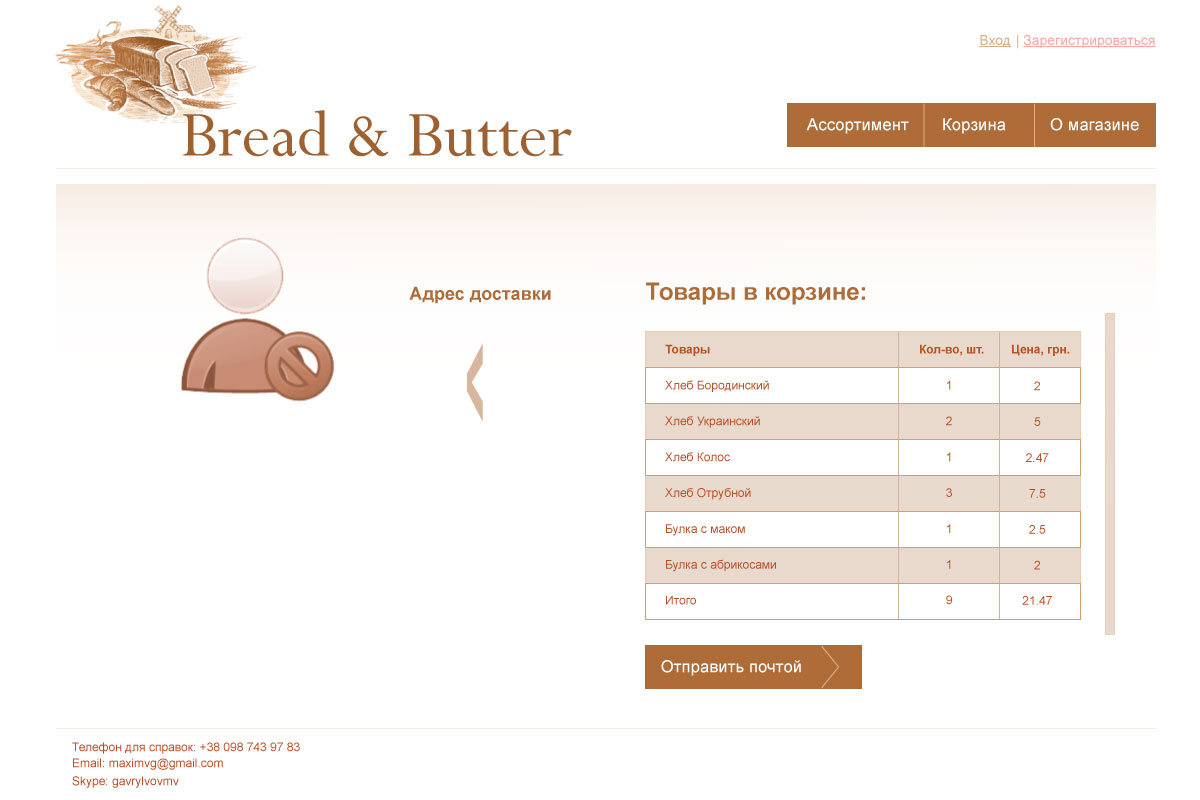 Вход | Зарегистрироваться
Bread & Butter
Ассортимент Корзина О магазине
Адрес доставки
Товары в корзине:
Товары Кол-во, шт. Цена, грн.
Хлеб Бородинский 1 2
Хлеб Украинский 2 5
Хлеб Колос 1 2.47
Хлеб Отрубной 3 7.5
Булка с маком 1 2.5
Булка с абрикосами 1 2
Итого 9 21.47
Отправить почтой
Телефон для справок: +38 098 743 97 83
Email: maximvg@gmail.com
Skype: gavrylvovmv